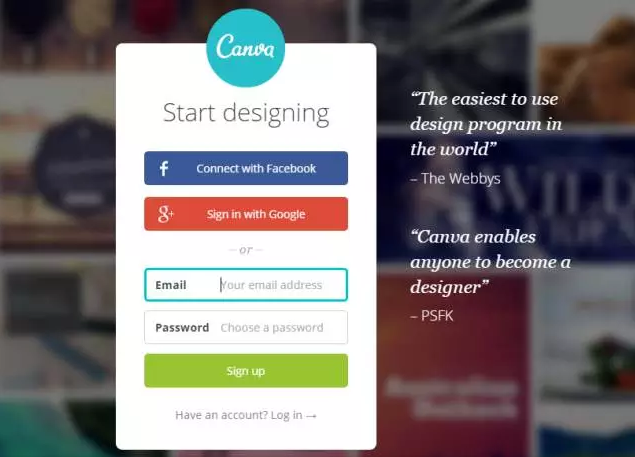 Canva
Start designing
f Connect with Facebook
g+ Sign in with Google
– or –
Email Your email address
Password Choose a password
Sign up
Have an account? Log in →
“The easiest to use
design program in
the world”
– The Webbys
“Canva enables
anyone to become a
designer”
– PSFK